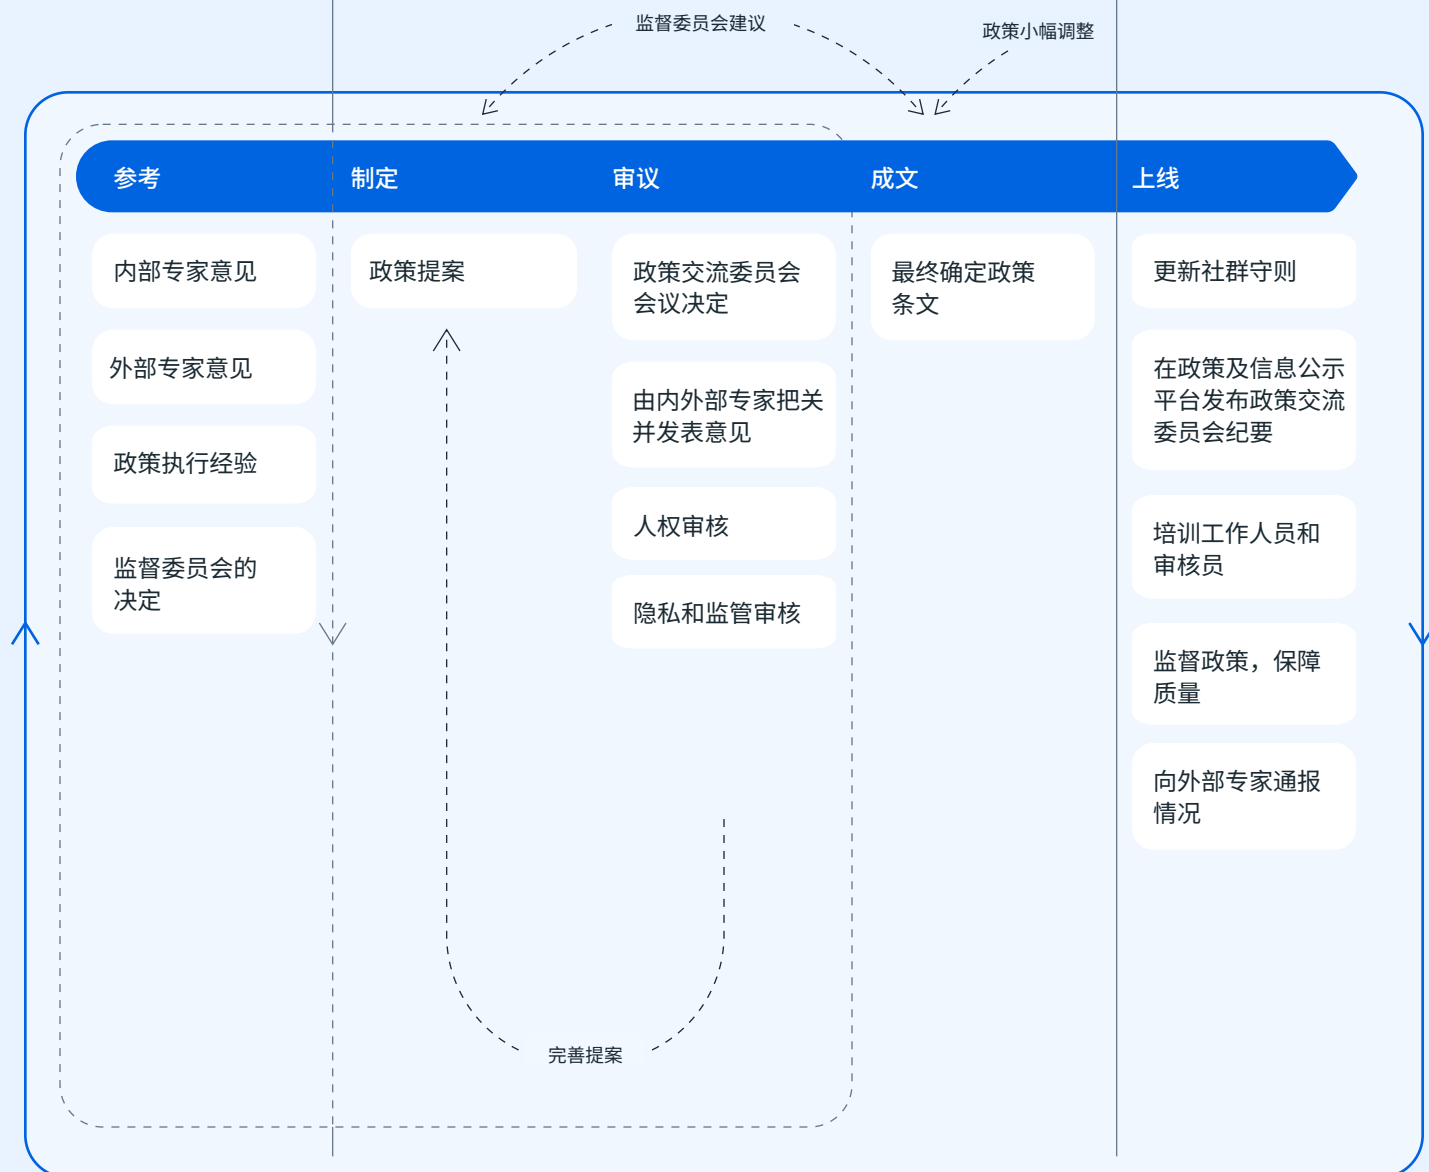 监督委员会建议
政策小幅调整
参考
制定
审议
成文
上线
内部专家意见
外部专家意见
政策执行经验
监督委员会的
决定
政策提案
政策交流委员会
会议决定
由内外部专家把关
并发表意见
人权审核
隐私和监管审核
最终确定政策
条文
更新社群守则
在政策及信息公示
平台发布政策交流
委员会纪要
培训工作人员和
审核员
监督政策，保障
质量
向外部专家通报
情况
完善提案